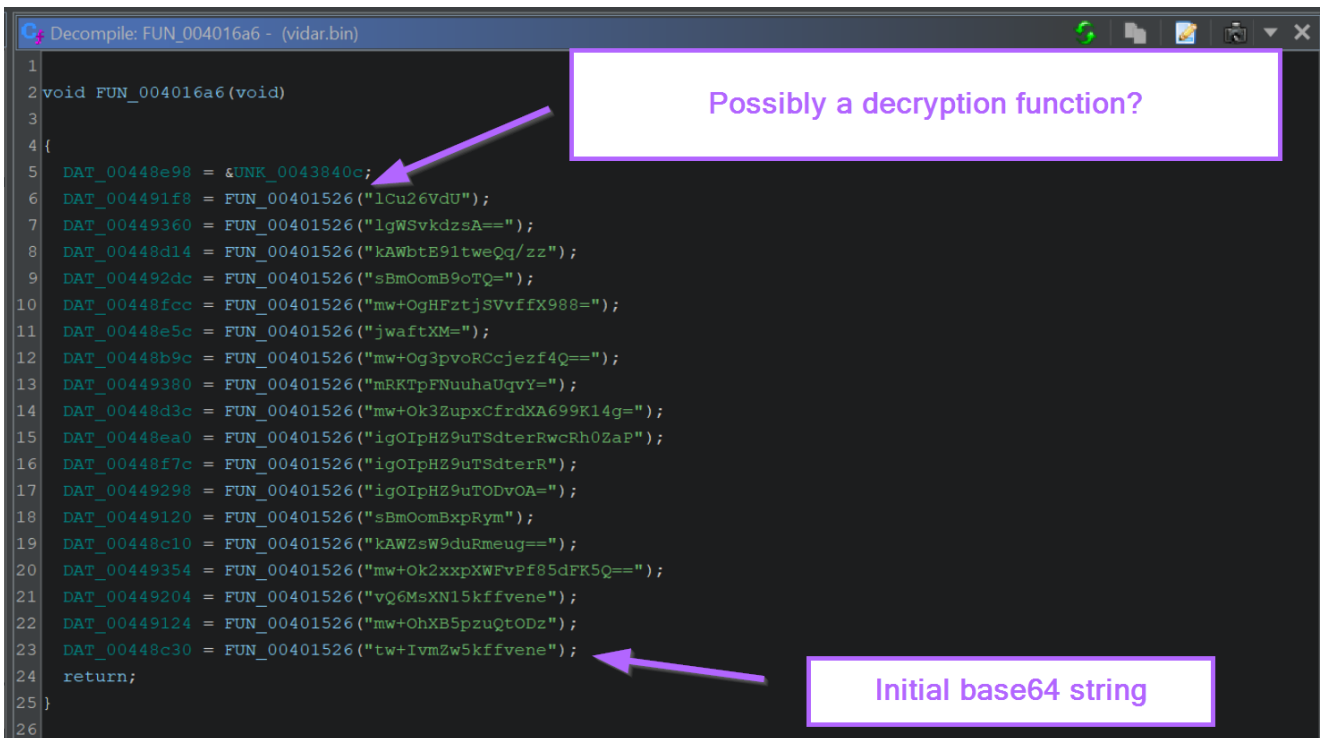 Decompile: FUN_004016a6 - (vidar.bin)
1
2 void FUN_004016a6(void)
3
4 {
5 DAT_00448e98 = &UNK_0043840c;
6 DAT_004491f8 = FUN_00401526("lCu26VdU");
7 DAT_00449360 = FUN_00401526("lgWSvkdzsA==");
8 DAT_00448d14 = FUN_00401526("kAWbtE91tweQq/zz");
9 DAT_004492dc = FUN_00401526("sBmOomB9oTQ=");
10 DAT_00448fcc = FUN_00401526("mw+OgHFztjSVvffX988=");
11 DAT_00448e5c = FUN_00401526("jwaftXM=");
12 DAT_00448b9c = FUN_00401526("mw+Og3pvoRCcjezf4Q==");
13 DAT_00449380 = FUN_00401526("mRKTpFNuuhaUqvY=");
14 DAT_00448d3c = FUN_00401526("mw+Ok3ZupxCfrdXA699K14g=");
15 DAT_00448ea0 = FUN_00401526("igOIpHZ9uTSdterRwcRh0ZaP");
16 DAT_00448f7c = FUN_00401526("igOIpHZ9uTSdterR");
17 DAT_00449298 = FUN_00401526("igOIpHZ9uTODvOA=");
18 DAT_00449120 = FUN_00401526("sBmOomBxpRym");
19 DAT_00448c10 = FUN_00401526("kAWZsW9duRmeug==");
20 DAT_00449354 = FUN_00401526("mw+Ok2xxpXWFvPf85dFK5Q==");
21 DAT_00449204 = FUN_00401526("vQ6MsXN15kffvene");
22 DAT_00449124 = FUN_00401526("mw+OhXB5pzuQtODz");
23 DAT_00448c30 = FUN_00401526("tw+IvmZw5kffvene");
24 return;
25 }
26
Possibly a decryption function?
Initial base64 string